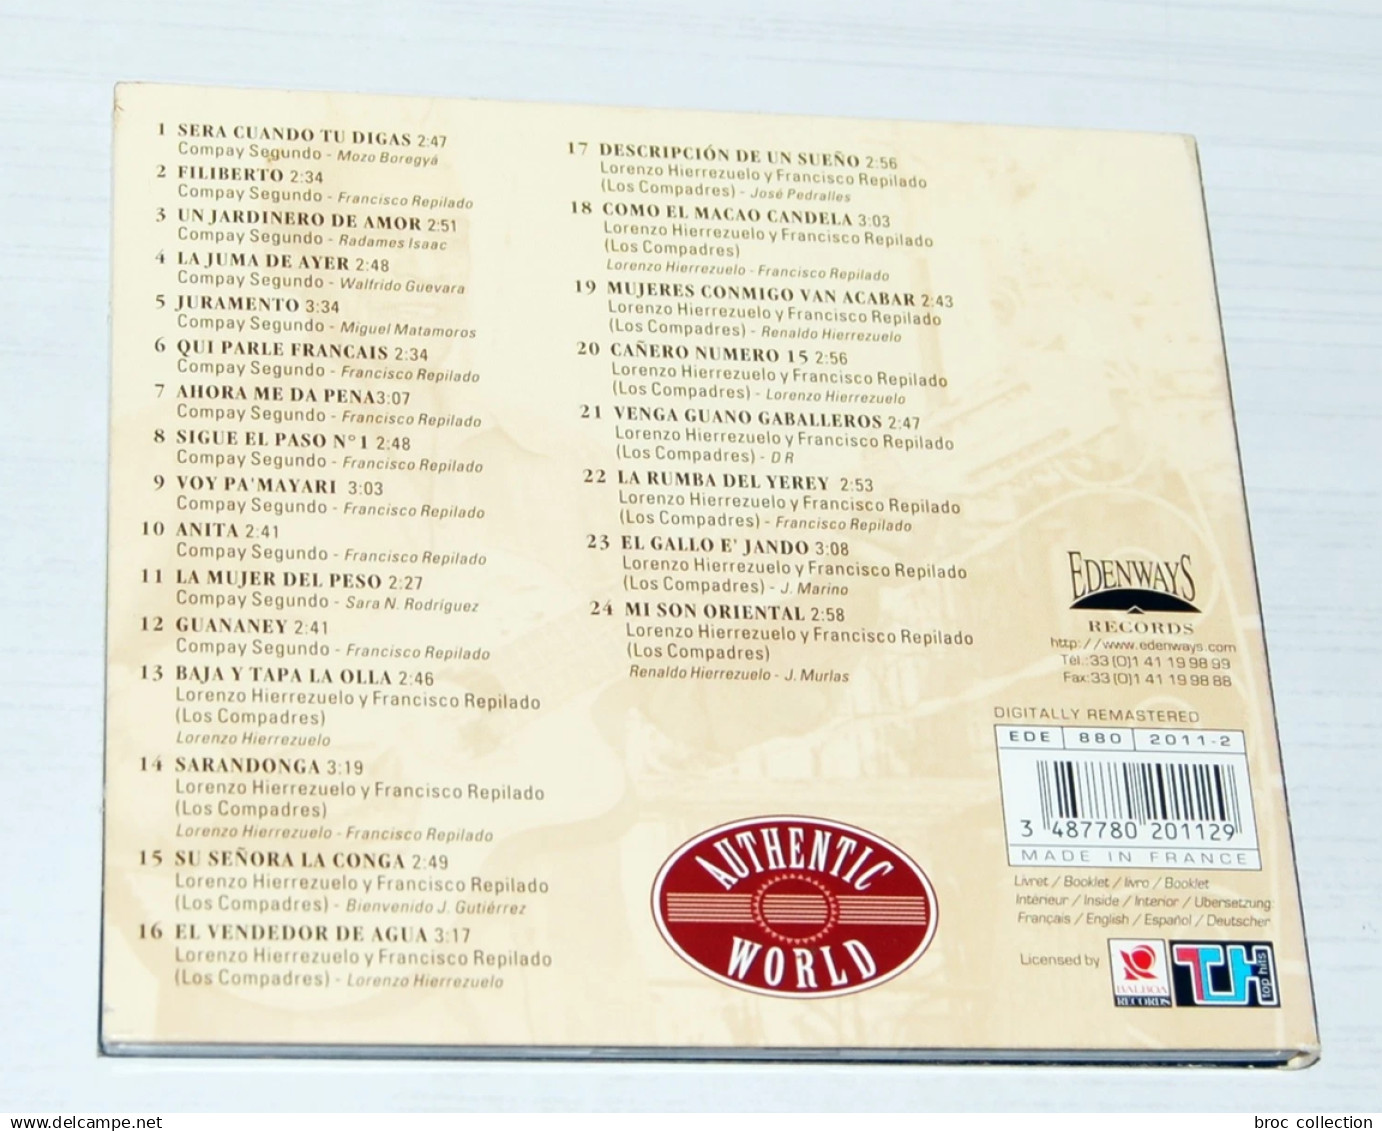 1 SERA CUANDO TU DIGAS 2:47
Compay Segundo - Mozo Boregyá
2 FILIBERTO 2:34
Compay Segundo - Francisco Repilado
3 UN JARDINERO DE AMOR 2:51
Compay Segundo - Radames Isaac
4 LA JUMA DE AYER 2:48
Compay Segundo - Walfrido Guevara
5 JURAMENTO 3:34
Compay Segundo - Miguel Matamoros
6 QUI PARLE FRANCAIS 2:34
Compay Segundo - Francisco Repilado
7 AHORA ME DA PENA3:07
Compay Segundo - Francisco Repilado
8 SIGUE EL PASO N°1 2:48
Compay Segundo - Francisco Repilado
9 VOY PA'MAYARI 3:03
Compay Segundo - Francisco Repilado
10 ANITA 2:41
Compay Segundo - Francisco Repilado
11 LA MUJER DEL PESO 2:27
Compay Segundo - Sara N. Rodriguez
12 GUANANEY 2:41
Compay Segundo - Francisco Repilado
13 BAJA Y TAPA LA OLLA 2:46
Lorenzo Hierrezuelo y Francisco Repilado
(Los Compadres)
Lorenzo Hierrezuelo
14 SARANDONGA 3:19
Lorenzo Hierrezuelo y Francisco Repilado
(Los Compadres)
Lorenzo Hierrezuelo - Francisco Repilado
15 SU SEÑORA LA CONGA 2:49
Lorenzo Hierrezuelo y Francisco Repilado
(Los Compadres) - Bienvenido J. Gutiérrez
16 EL VENDEDOR DE AGUA 3:17
Lorenzo Hierrezuelo y Francisco Repilado
(Los Compadres) - Lorenzo Hierrezuelo
17 DESCRIPCIÓN DE UN SUEÑO 2:56
Lorenzo Hierrezuelo y Francisco Repilado
(Los Compadres) - José Pedralles
18 COMO EL MACAO CANDELA 3:03
Lorenzo Hierrezuelo y Francisco Repilado
(Los Compadres)
Lorenzo Hierrezuelo - Francisco Repilado
19 MUJERES CONMIGO VAN ACABAR 2:43
Lorenzo Hierrezuelo y Francisco Repilado
(Los Compadres) - Renaldo Hierrezuelo
20 CAÑERO NUMERO 15 2:56
Lorenzo Hierrezuelo y Francisco Repilado
(Los Compadres) - Lorenzo Hierrezuelo
21 VENGA GUANO GABALLEROS 2:47
Lorenzo Hierrezuelo y Francisco Repilado
(Los Compadres) - D R
22 LA RUMBA DEL YEREY 2:53
Lorenzo Hierrezuelo y Francisco Repilado
(Los Compadres) - Francisco Repilado
23 EL GALLO E' JANDO 3:08
Lorenzo Hierrezuelo y Francisco Repilado
(Los Compadres) - J. Marino
24 MI SON ORIENTAL 2:58
Lorenzo Hierrezuelo y Francisco Repilado
(Los Compadres)
Renaldo Hierrezuelo - J. Murlas
AUTHENTIC
WORLD
EDENWAYS
RECORDS
http://www.edenways.com
Tél.:33 (0)1 41 19 98 99
Fax:33 (0)1 41 19 98 88
DIGITALLY REMASTERED
EDE 880 2011-2
3 487780 201129
MADE IN FRANCE
Livret / Booklet / livro / Booklet
Intérieur / Inside / Interior / Ubersetzung:
Français / English / Español / Deutscher
Licensed by
BALBOA
RECORDS
TH
top hits
broc collection
www.delcampe.net